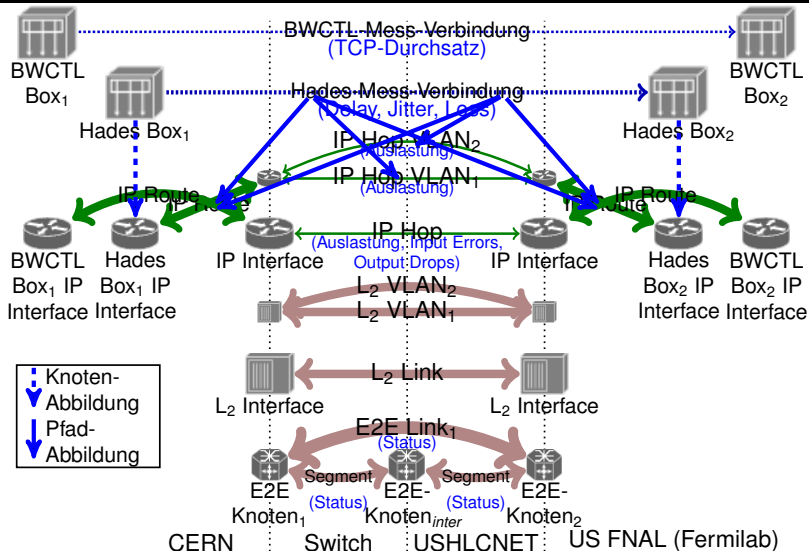 BWCTL-Mess-Verbindung
(TCP-Durchsatz)
BWCTL
Box1
BWCTL
Box2
Hades-Mess-Verbindung
(Delay, Jitter, Loss)
Hades Box1
Hades Box2
IP Hop VLAN2
(Auslastung)
IP Hop VLAN1
(Auslastung)
IP Route
IP Route
IP Route
IP Route
IP Hop
(Auslastung, Input Errors,
Output Drops)
BWCTL
Box1 IP
Interface
Hades
Box1 IP
Interface
IP Interface
IP Interface
Hades
Box2 IP
Interface
BWCTL
Box2 IP
Interface
L2 VLAN2
L2 VLAN1
L2 Link
L2 Interface
L2 Interface
Knoten-
Abbildung
Pfad-
Abbildung
E2E Link1
(Status)
Segment
(Status)
Segment
(Status)
E2E
Knoten1
E2E-
Knoteninter
E2E-
Knoten2
CERN
Switch
USHLCNET
US FNAL (Fermilab)